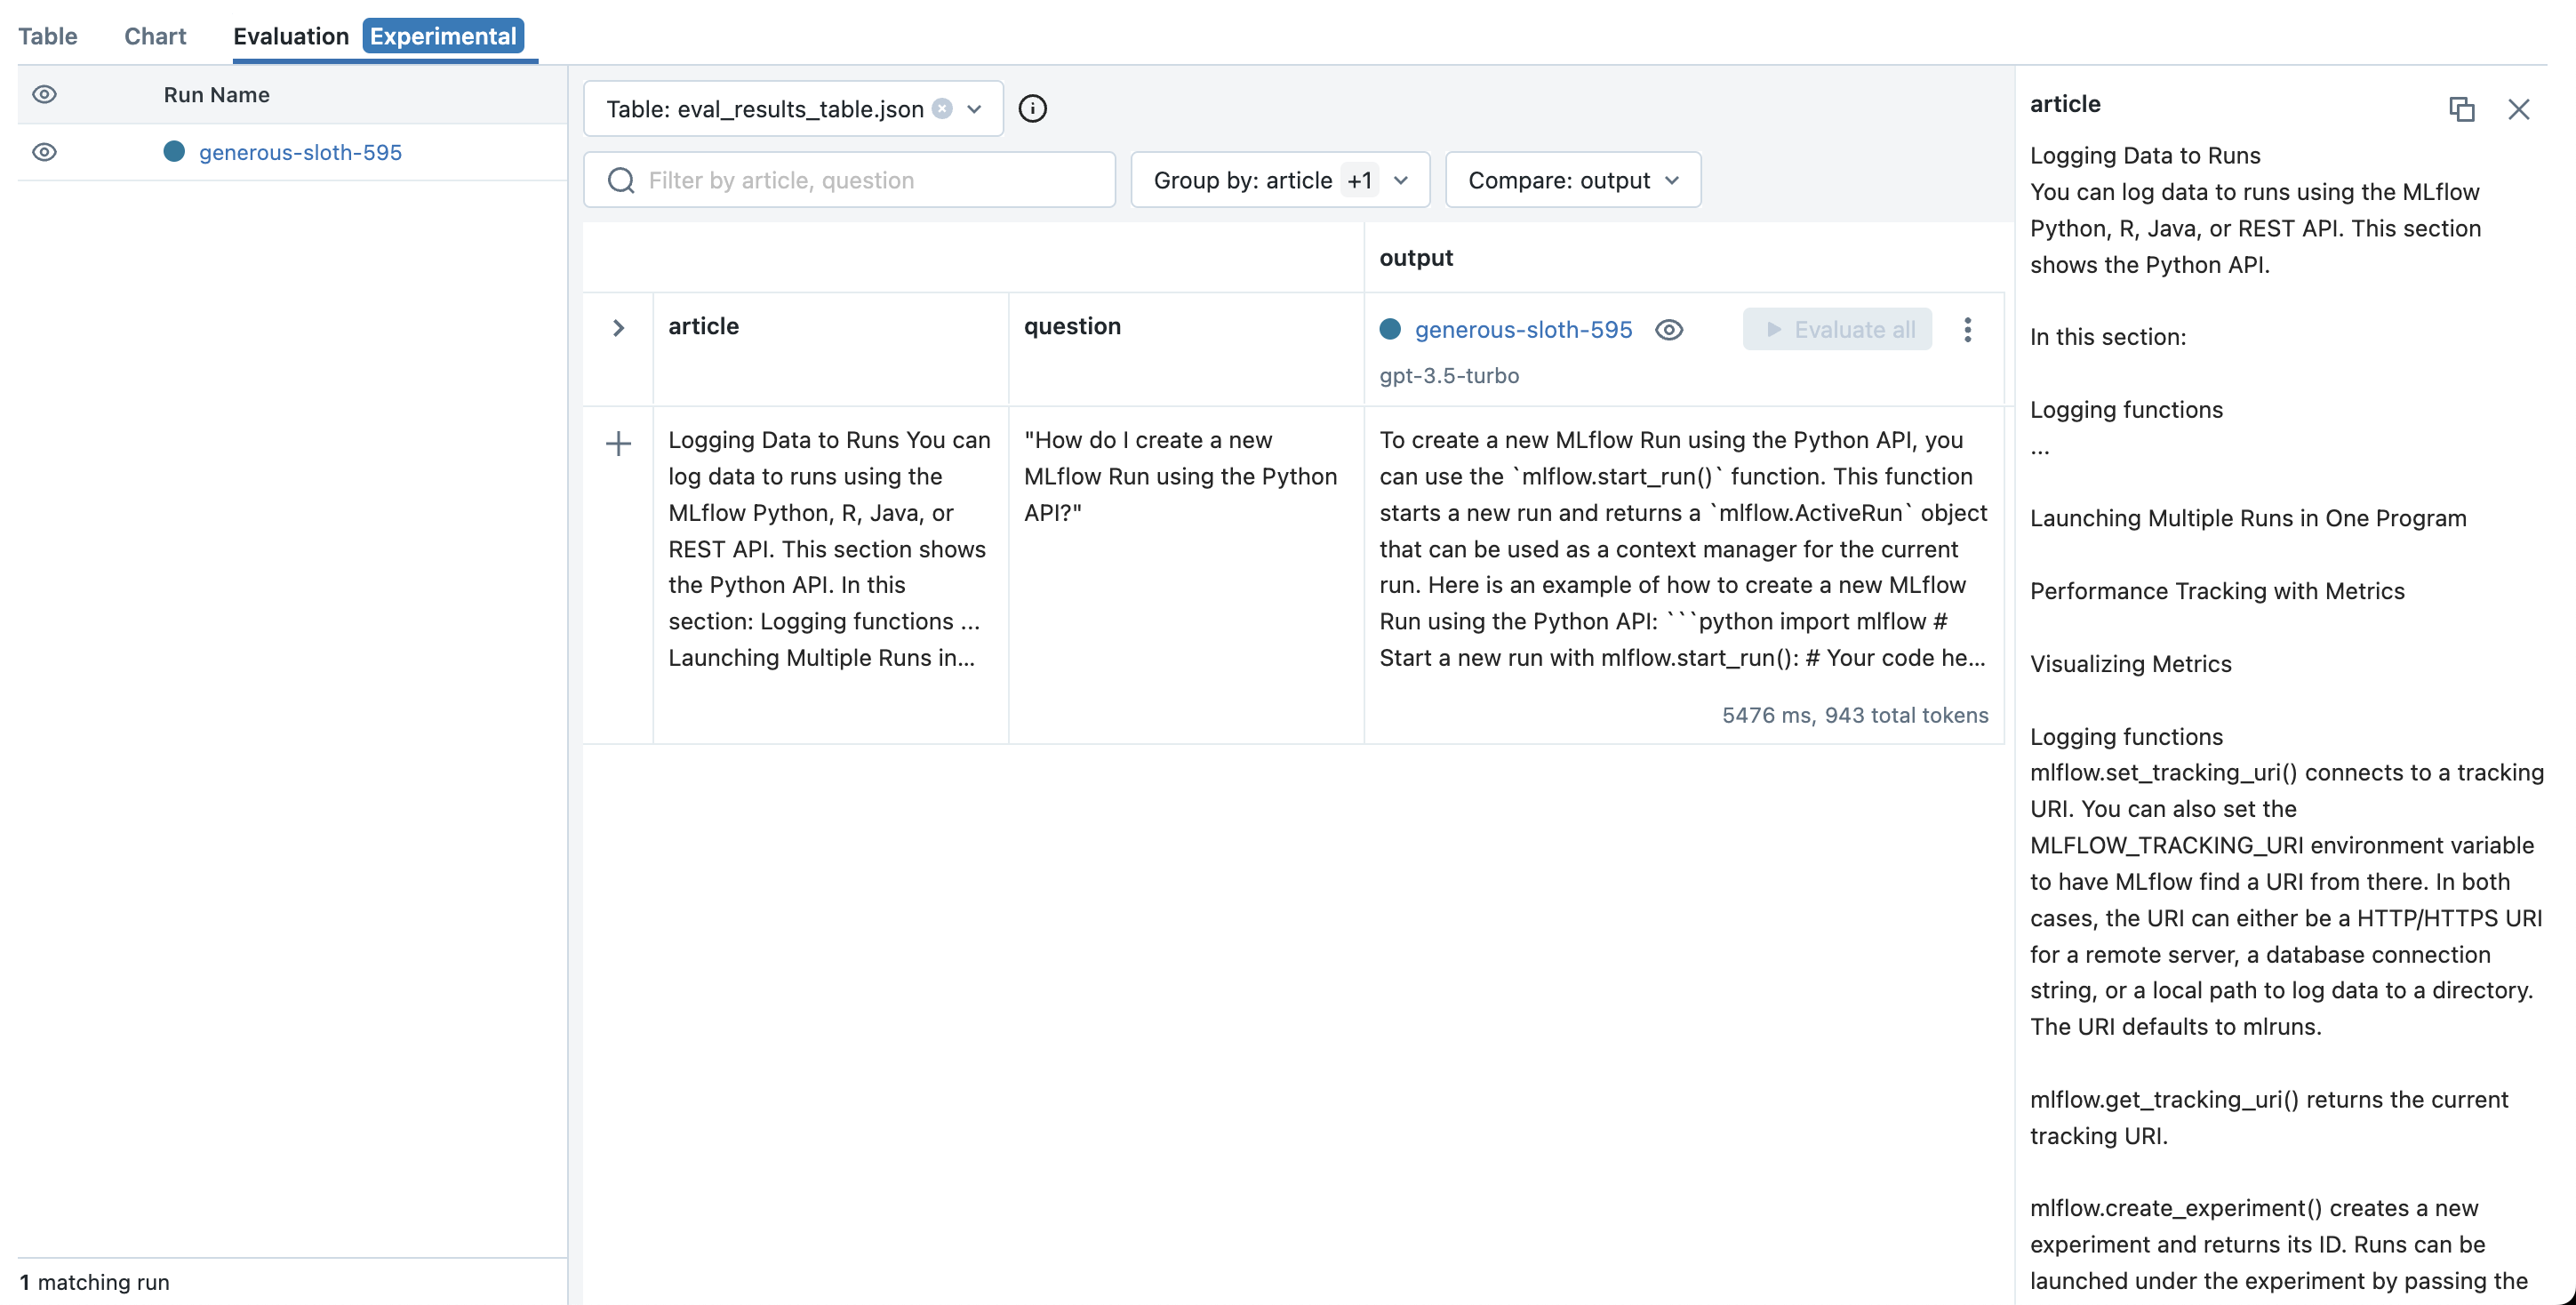 Table Chart Evaluation Experimental
Run Name
generous-sloth-595
1 matching run
Table: eval_results_table.json
Filter by article, question
Group by: article +1
Compare: output
output
article
question
generous-sloth-595
Evaluate all
gpt-3.5-turbo
Logging Data to Runs You can
log data to runs using the
MLflow Python, R, Java, or
REST API. This section shows
the Python API. In this
section: Logging functions ...
Launching Multiple Runs in...
"How do I create a new
MLflow Run using the Python
API?"
To create a new MLflow Run using the Python API, you
can use the `mlflow.start_run()` function. This function
starts a new run and returns a `mlflow.ActiveRun` object
that can be used as a context manager for the current
run. Here is an example of how to create a new MLflow
Run using the Python API: ```python import mlflow #
Start a new run with mlflow.start_run(): # Your code he...
5476 ms, 943 total tokens
article
Logging Data to Runs
You can log data to runs using the MLflow
Python, R, Java, or REST API. This section
shows the Python API.
In this section:
Logging functions
...
Launching Multiple Runs in One Program
Performance Tracking with Metrics
Visualizing Metrics
Logging functions
mlflow.set_tracking_uri() connects to a tracking
URI. You can also set the
MLFLOW_TRACKING_URI environment variable
to have MLflow find a URI from there. In both
cases, the URI can either be a HTTP/HTTPS URI
for a remote server, a database connection
string, or a local path to log data to a directory.
The URI defaults to mlruns.
mlflow.get_tracking_uri() returns the current
tracking URI.
mlflow.create_experiment() creates a new
experiment and returns its ID. Runs can be
launched under the experiment by passing the